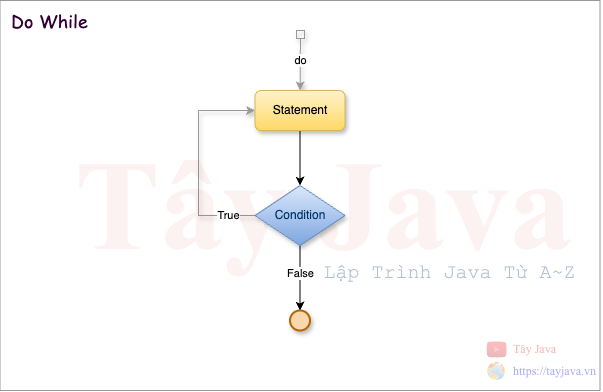 Do While
do
Statement
Tây Java
True
Condition
False
Lập Trình Java Từ A~Z
Tây Java
https://tayjava.vn